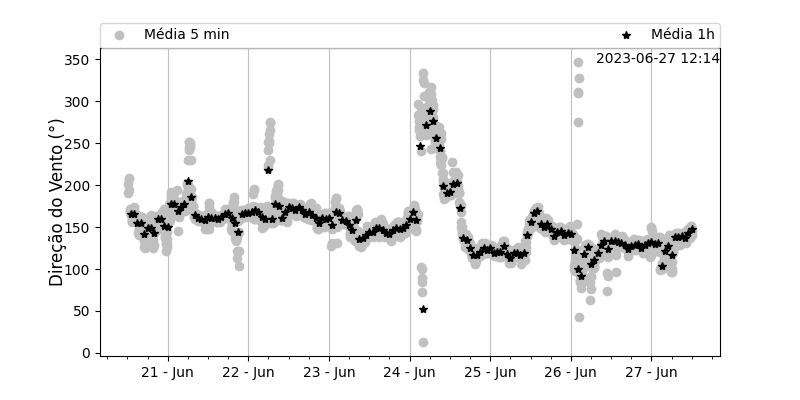 Média 5 min
Média 1h
2023-06-27 12:14
Direção do Vento (°)
350
300
250
200
150
100
50
0
21 - Jun
22 - Jun
23 - Jun
24 - Jun
25 - Jun
26 - Jun
27 - Jun